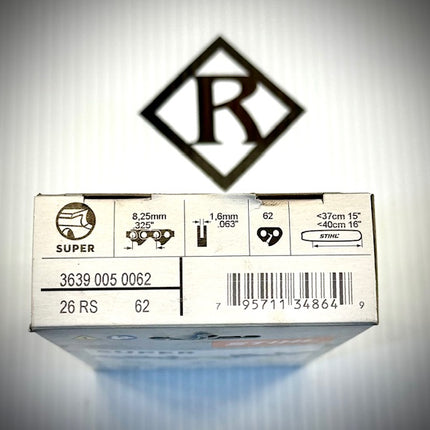 R
SUPER
8,25mm
.325"
1,6mm
.063"
62
<37cm 15"
<40cm 16"
STIHL
3639 005 0062
26 RS 62
7 95711 34864 9